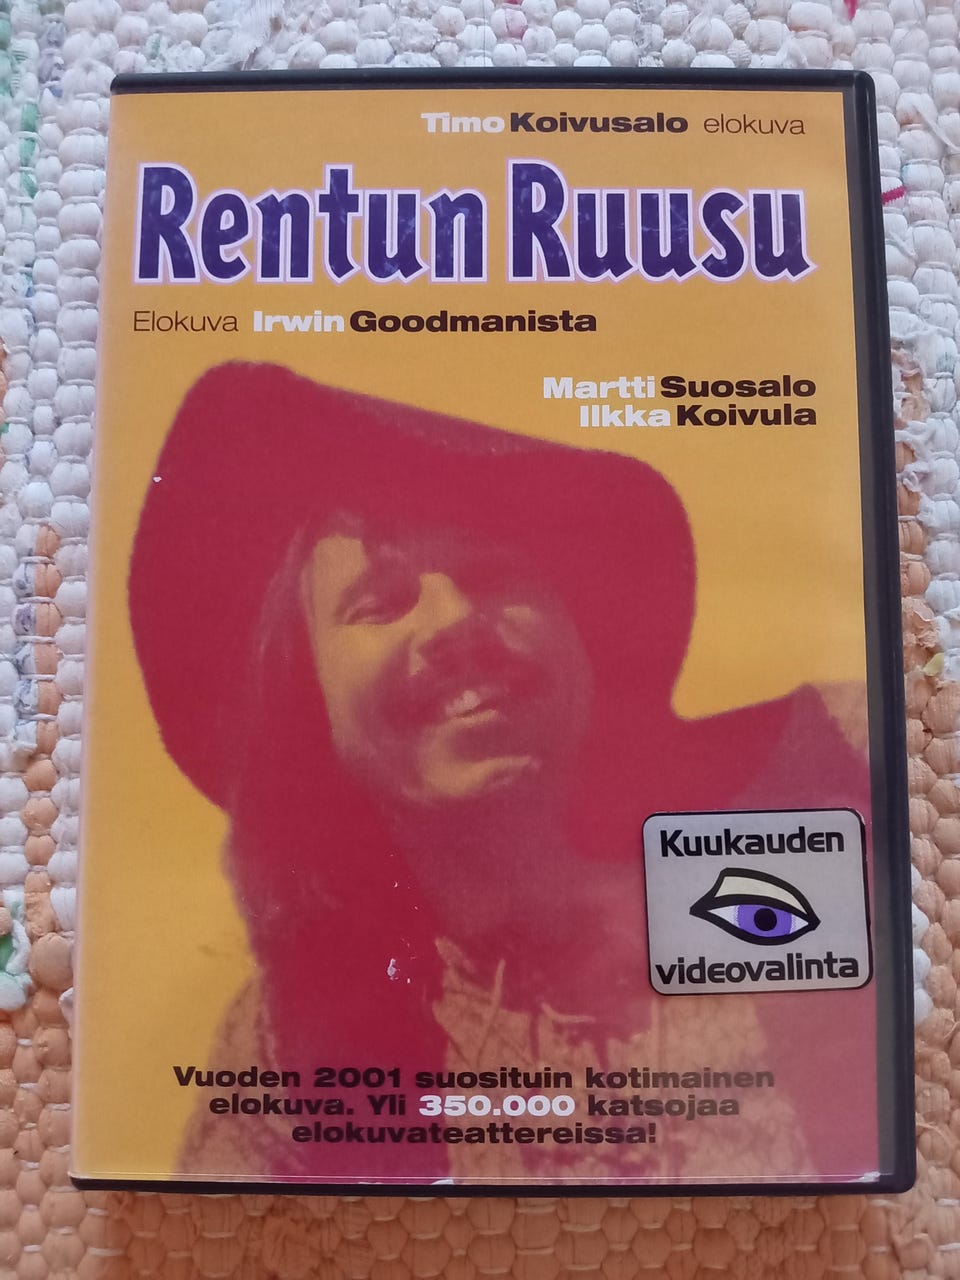 Timo Koivusalo elokuva
Rentun Ruusu
Elokuva Irwin Goodmanista
Martti Suosalo
Ilkka Koivula
Kuukauden
videovalinta
Vuoden 2001 suosituin kotimainen
elokuva. Yli 350.000 katsojaa
elokuvateattereissa!